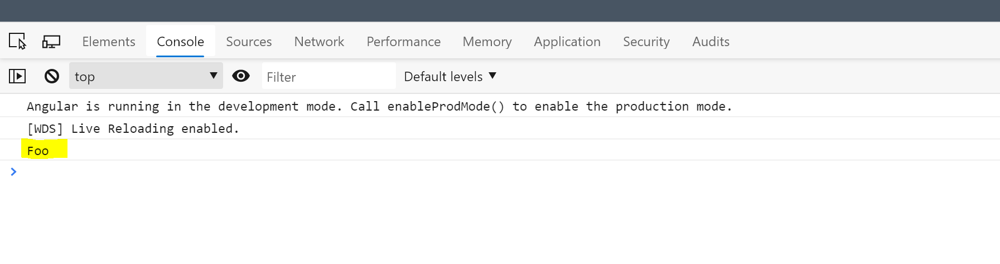 Elements Console Sources Network Performance Memory Application Security Audits
top Filter Default levels
Angular is running in the development mode. Call enableProdMode() to enable the production mode.
[WDS] Live Reloading enabled.
Foo